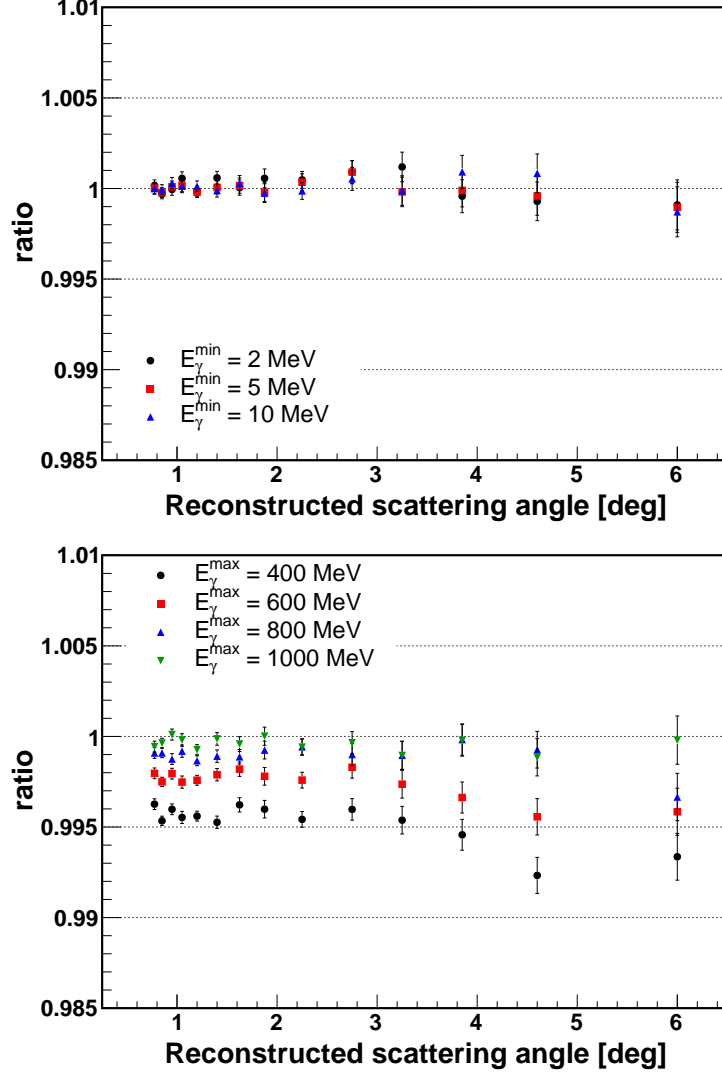 1.01
1.005
1
0.995
0.99
0.985
ratio
E_γ^min = 2 MeV
E_γ^min = 5 MeV
E_γ^min = 10 MeV
1 2 3 4 5 6
Reconstructed scattering angle [deg]
1.01
1.005
1
0.995
0.99
0.985
ratio
E_γ^max = 400 MeV
E_γ^max = 600 MeV
E_γ^max = 800 MeV
E_γ^max = 1000 MeV
1 2 3 4 5 6
Reconstructed scattering angle [deg]